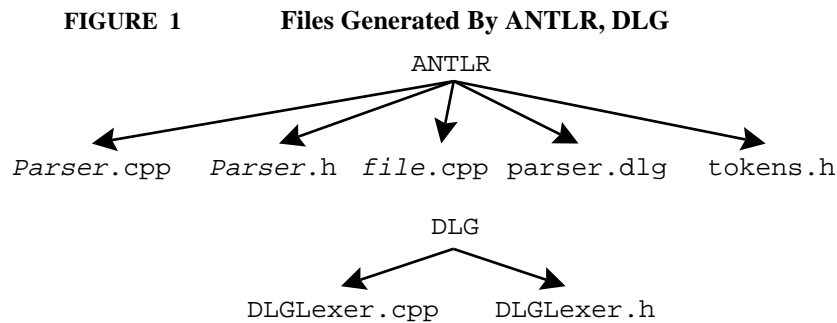 FIGURE 1 Files Generated By ANTLR, DLG
ANTLR
Parser.cpp Parser.h file.cpp parser.dlg tokens.h
DLG
DLGLexer.cpp DLGLexer.h